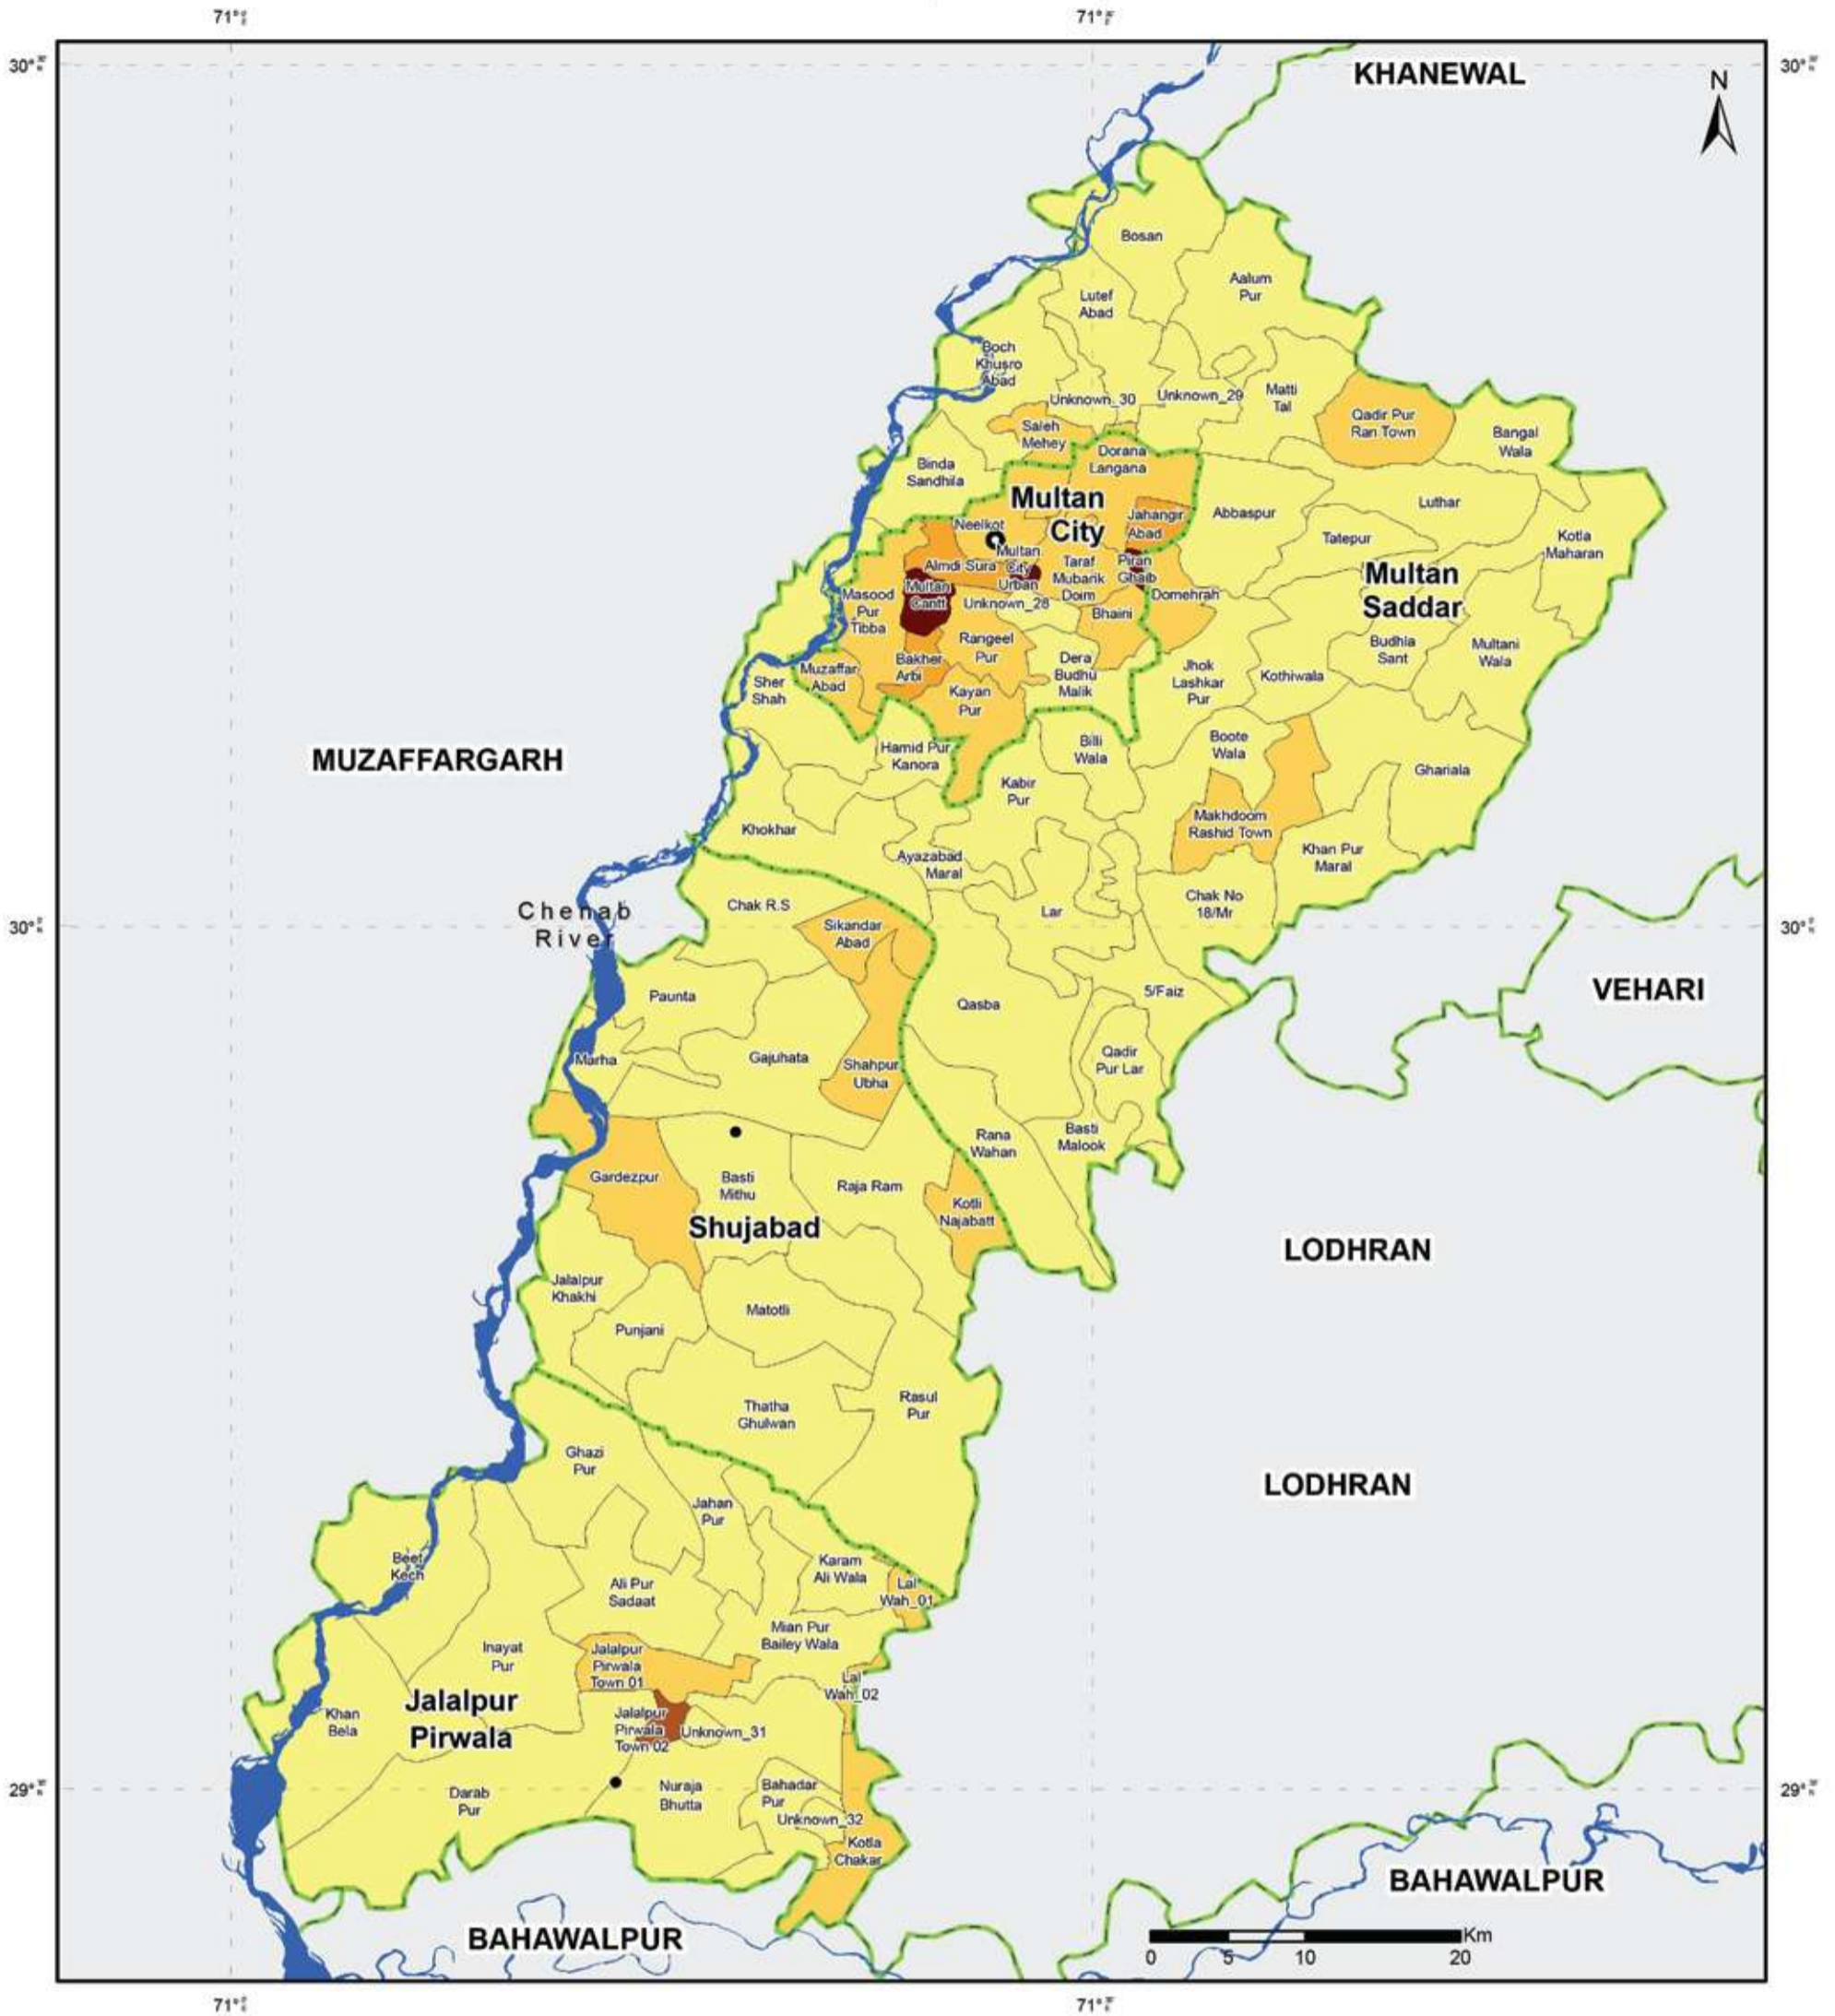 71°
71°
30°
30°
KHANEWAL
N
Bosan
Aalum
Pur
Lutef
Abad
Boch
Khusro
Abad
Unknown_30
Unknown_29
Matti
Tal
Qadir Pur
Ran Town
Saleh
Mehey
Bangal
Wala
Dorana
Langana
Binda
Sandhila
Multan
City
Luthar
Abbaspur
Jahangir
Abad
Neelkot
Tatepur
Kotla
Maharan
Multan
City
Urban
Almdi Sura
Taraf
Mubarik
Doim
Piran
Ghaib
Multan
Saddar
Multan
Cantt
Masood
Pur
Tibba
Unknown_28
Domehrah
Bhaini
Rangeel
Pur
Budhla
Sant
Multani
Wala
Bakher
Arbi
Dera
Budhu
Malik
Jhok
Lashkar
Pur
Kothiwala
Muzaffar
Abad
Sher
Shah
Kayan
Pur
MUZAFFARGARH
Hamid Pur
Kanora
Billi
Wala
Boote
Wala
Ghariala
Kabir
Pur
Khokhar
Makhdoom
Rashid Town
Ayazabad
Maral
Khan Pur
Maral
Chenab
River
Chak R.S
Lar
Chak No
18/Mr
30°
30°
Sikandar
Abad
VEHARI
Paunta
Qasba
5/Faiz
Marha
Gajuhata
Shahpur
Ubha
Qadir
Pur Lar
Rana
Wahan
Basti
Malook
Gardezpur
Basti
Mithu
Raja Ram
Kotli
Najabatt
Shujabad
LODHRAN
Jalalpur
Khakhi
Matotli
Punjani
Thatha
Ghulwan
Rasul
Pur
Ghazi
Pur
LODHRAN
Jahan
Pur
Beet
Kech
Karam
Ali Wala
Ali Pur
Sadaat
Lal
Wah_01
Mian Pur
Bailey Wala
Inayat
Pur
Jalalpur
Pirwala
Town 01
Lal
Wah_02
Jalalpur
Pirwala
Khan
Bela
Jalalpur
Pirwala
Town 02
Unknown_31
29°
29°
Darab
Pur
Nuraja
Bhutta
Bahadar
Pur
Unknown_32
Kotla
Chakar
BAHAWALPUR
BAHAWALPUR
Km
0 5 10 20
71°
71°